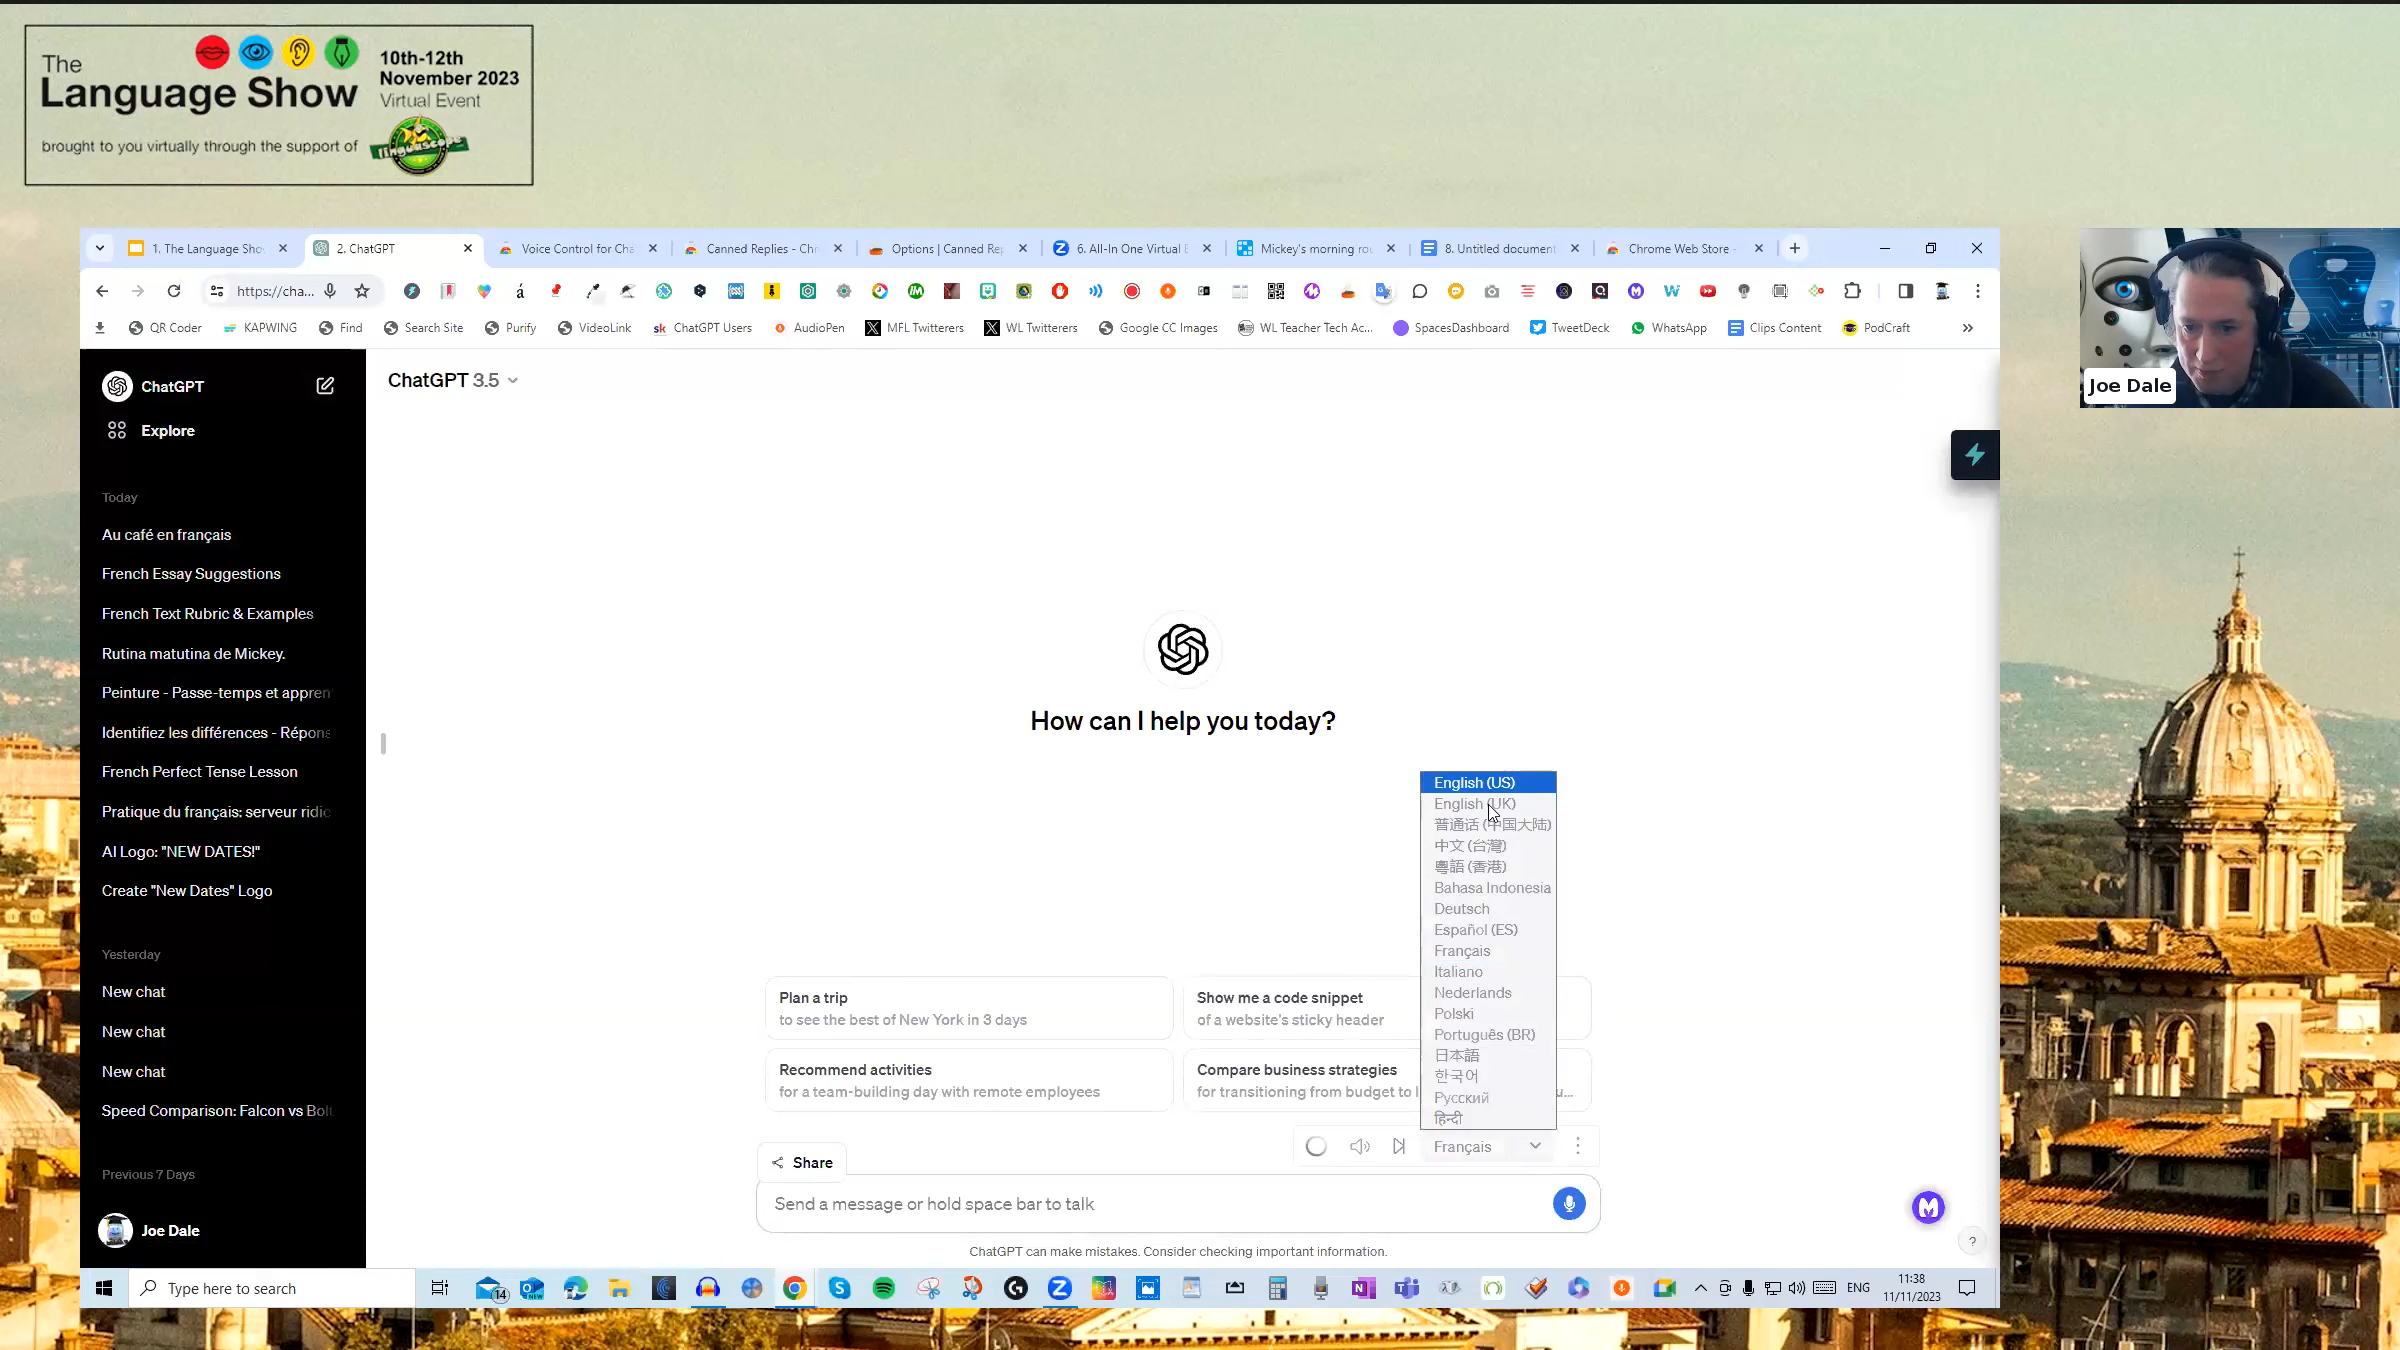 The
Language Show
10th-12th
November 2023
Virtual Event
brought to you virtually through the support of
linguascope
1. The Language Sho
2. ChatGPT
Voice Control for Cha
Canned Replies - Chr
Options | Canned Rep
6. All-In One Virtual
Mickey's morning rou
8. Untitled document
Chrome Web Store -
https://cha...
QR Coder
KAPWING
Find
Search Site
Purify
VideoLink
sk ChatGPT Users
AudioPen
MFL Twitterers
WL Twitterers
Google CC Images
WL Teacher Tech Ac...
SpacesDashboard
TweetDeck
WhatsApp
Clips Content
PodCraft
Joe Dale
ChatGPT
Explore
Today
Au café en français
French Essay Suggestions
French Text Rubric & Examples
Rutina matutina de Mickey.
Peinture - Passe-temps et appren
Identifiez les différences - Répons
French Perfect Tense Lesson
Pratique du français: serveur ridic
AI Logo: "NEW DATES!"
Create "New Dates" Logo
Yesterday
New chat
New chat
New chat
Speed Comparison: Falcon vs Bolt
Previous 7 Days
Joe Dale
ChatGPT 3.5
How can I help you today?
English (US)
English (UK)
普通话 (中国大陆)
中文 (台灣)
粵語 (香港)
Bahasa Indonesia
Deutsch
Español (ES)
Français
Italiano
Nederlands
Polski
Português (BR)
日本語
한국어
Русский
हिन्दी
Plan a trip
to see the best of New York in 3 days
Show me a code snippet
of a website's sticky header
Recommend activities
for a team-building day with remote employees
Compare business strategies
for transitioning from budget to l
u...
Français
Share
Send a message or hold space bar to talk
ChatGPT can make mistakes. Consider checking important information.
?
Type here to search
14
ENG
11:38
11/11/2023